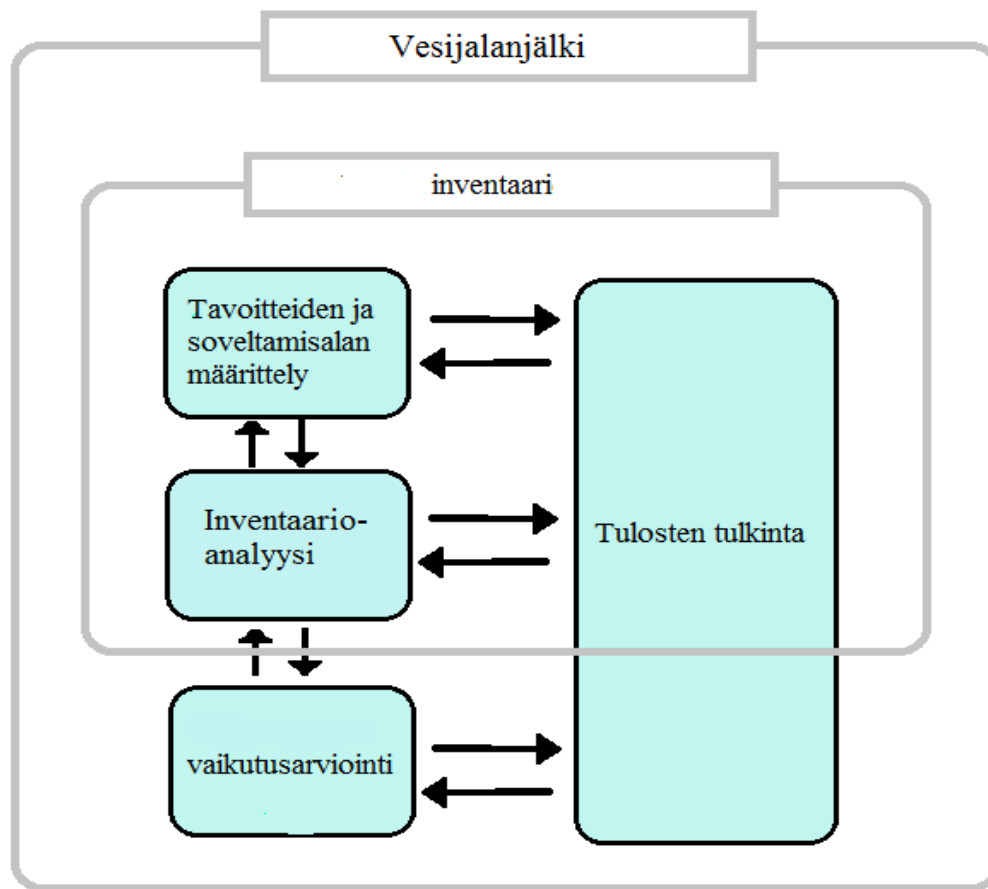 Vesijalanjälki
inventaari
Tavoitteiden ja
soveltamisalan
määrittely
Inventaario-
analyysi
Tulosten tulkinta
vaikutusarviointi